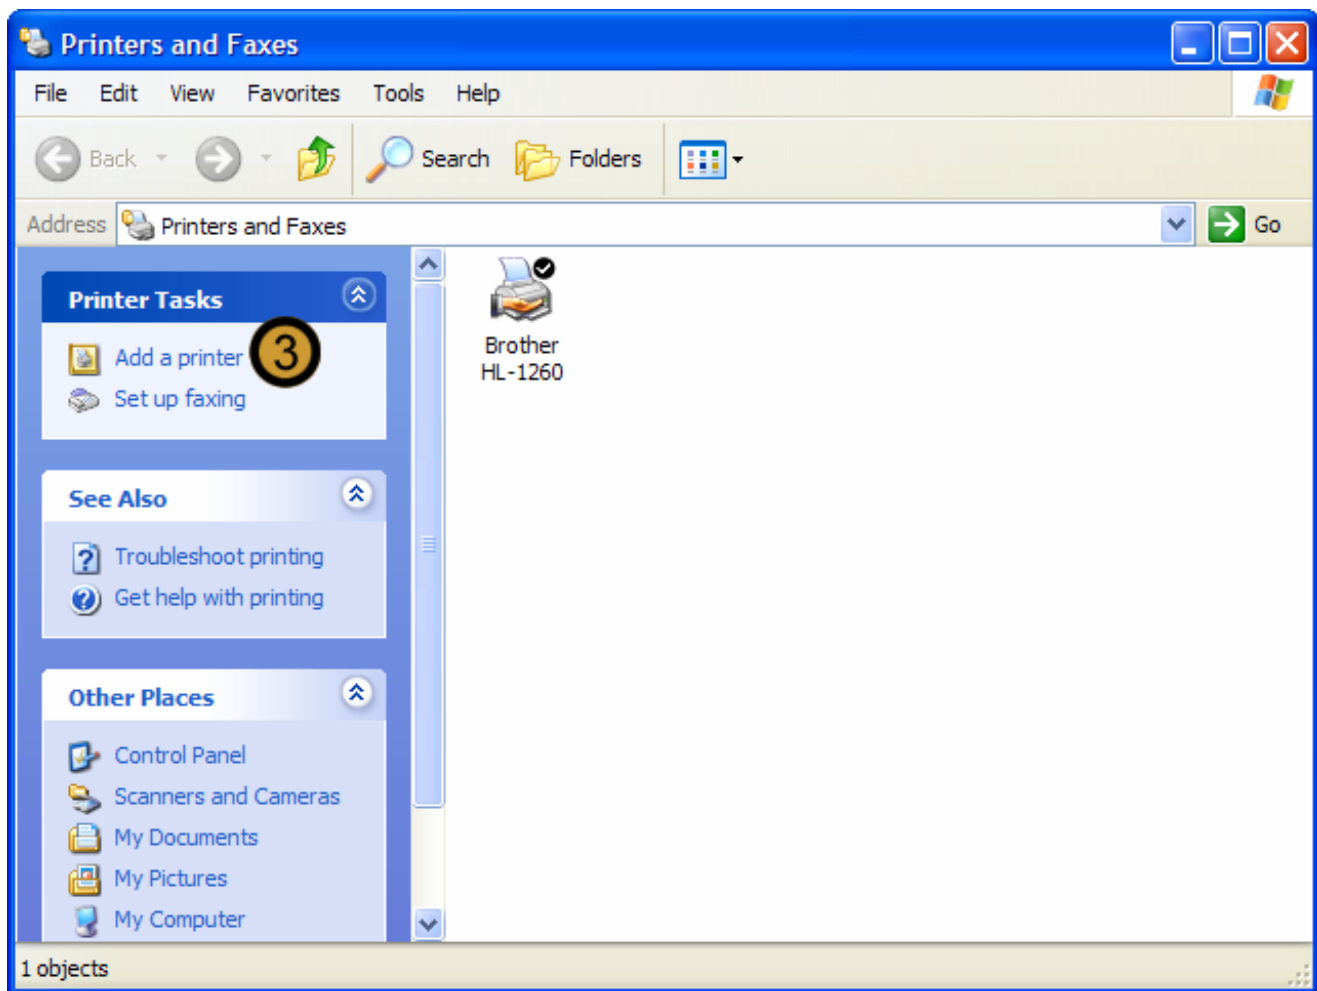 Printers and Faxes
File Edit View Favorites Tools Help
Back Search Folders
Address Printers and Faxes Go
Printer Tasks
Add a printer 3
Set up faxing
See Also
Troubleshoot printing
Get help with printing
Other Places
Control Panel
Scanners and Cameras
My Documents
My Pictures
My Computer
Brother
HL-1260
1 objects